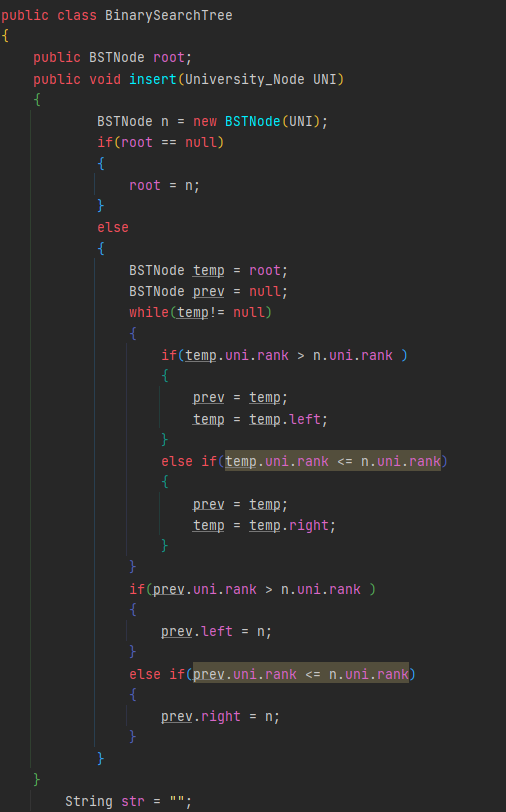 public class BinarySearchTree
{
    public BSTNode root;
    public void insert(University_Node UNI)
    {
            BSTNode n = new BSTNode(UNI);
            if(root == null)
            {
                root = n;
            }
            else
            {
                BSTNode temp = root;
                BSTNode prev = null;
                while(temp!= null)
                {
                    if(temp.uni.rank > n.uni.rank )
                    {
                        prev = temp;
                        temp = temp.left;
                    }
                    else if(temp.uni.rank <= n.uni.rank)
                    {
                        prev = temp;
                        temp = temp.right;
                    }
                }
                if(prev.uni.rank > n.uni.rank )
                {
                    prev.left = n;
                }
                else if(prev.uni.rank <= n.uni.rank)
                {
                    prev.right = n;
                }
            }
    }
        String str = "";